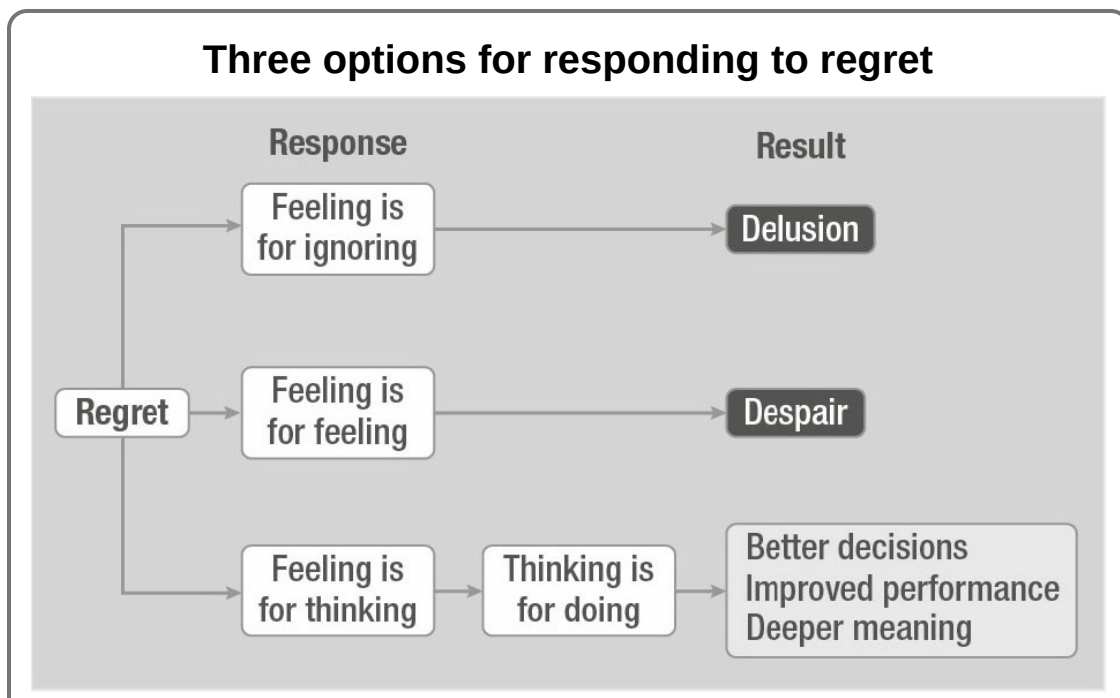 Three options for responding to regret
Response
Result
Feeling is
for ignoring
Delusion
Regret
Feeling is
for feeling
Despair
Feeling is
for thinking
Thinking is
for doing
Better decisions
Improved performance
Deeper meaning